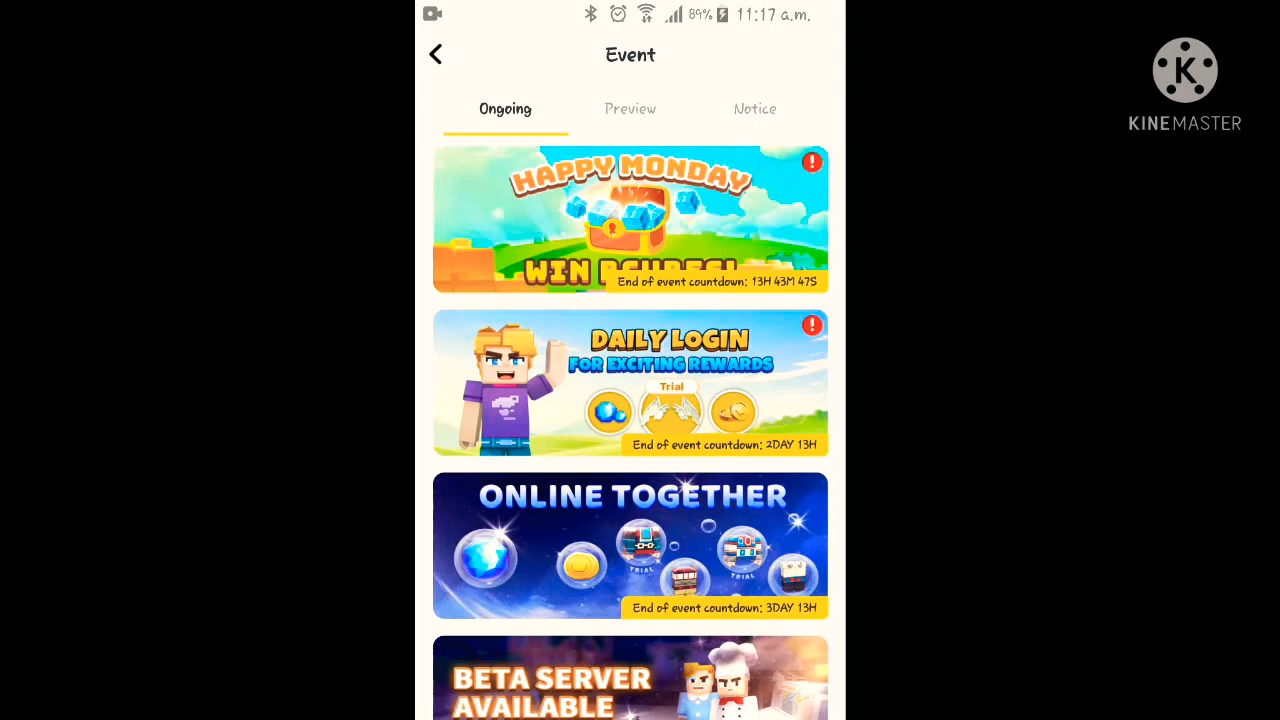 89% 11:17 a.m.
Event
Ongoing Preview Notice
KINEMASTER
HAPPY MONDAY
WIN BCUBES!
End of event countdown: 13H 43M 47S
DAILY LOGIN
FOR EXCITING REWARDS
Trial
End of event countdown: 2DAY 13H
ONLINE TOGETHER
TRIAL
TRIAL
End of event countdown: 3DAY 13H
BETA SERVER
AVAILABLE